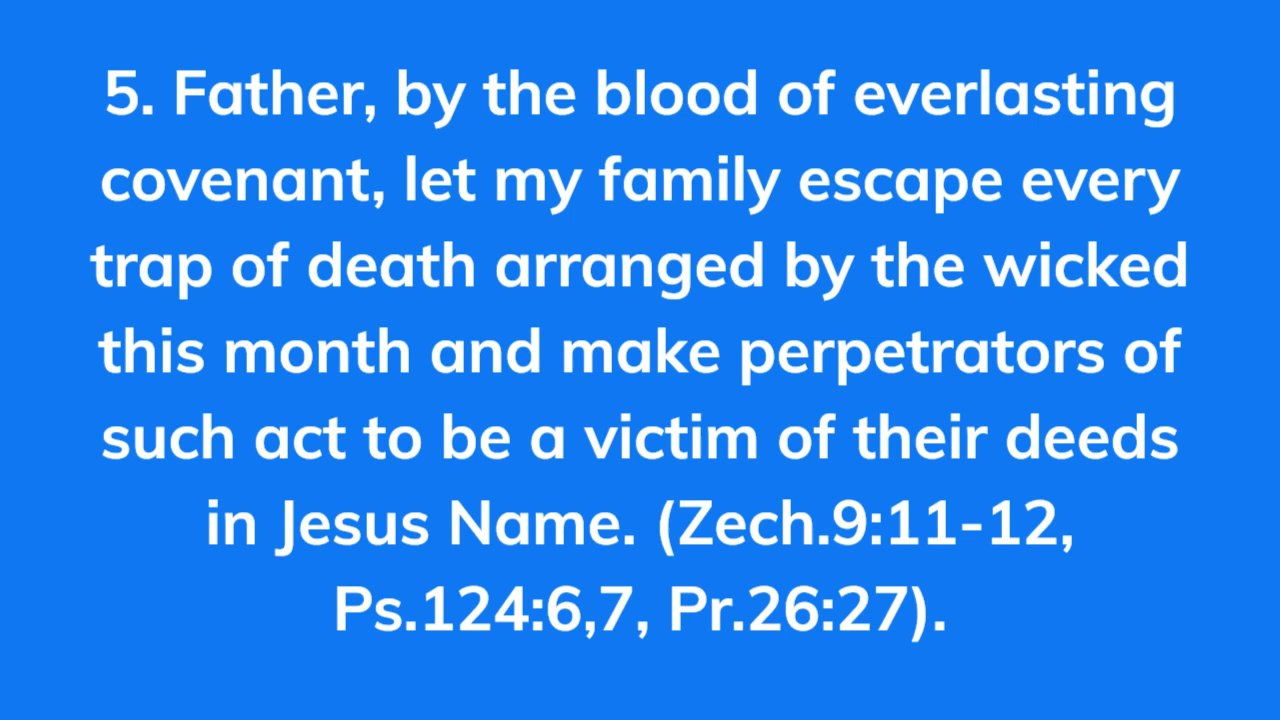 5. Father, by the blood of everlasting
covenant, let my family escape every
trap of death arranged by the wicked
this month and make perpetrators of
such act to be a victim of their deeds
in Jesus Name. (Zech.9:11-12,
Ps.124:6,7, Pr.26:27).